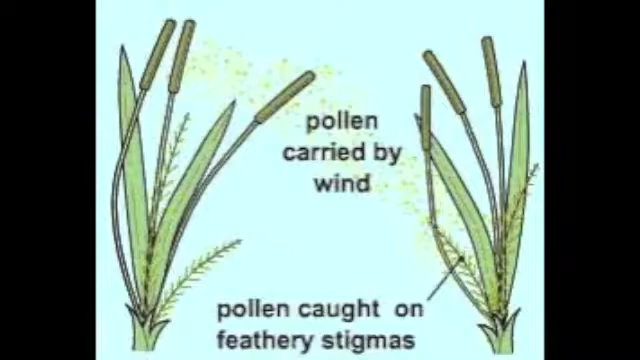 pollen
carried by
wind
pollen caught on
feathery stigmas